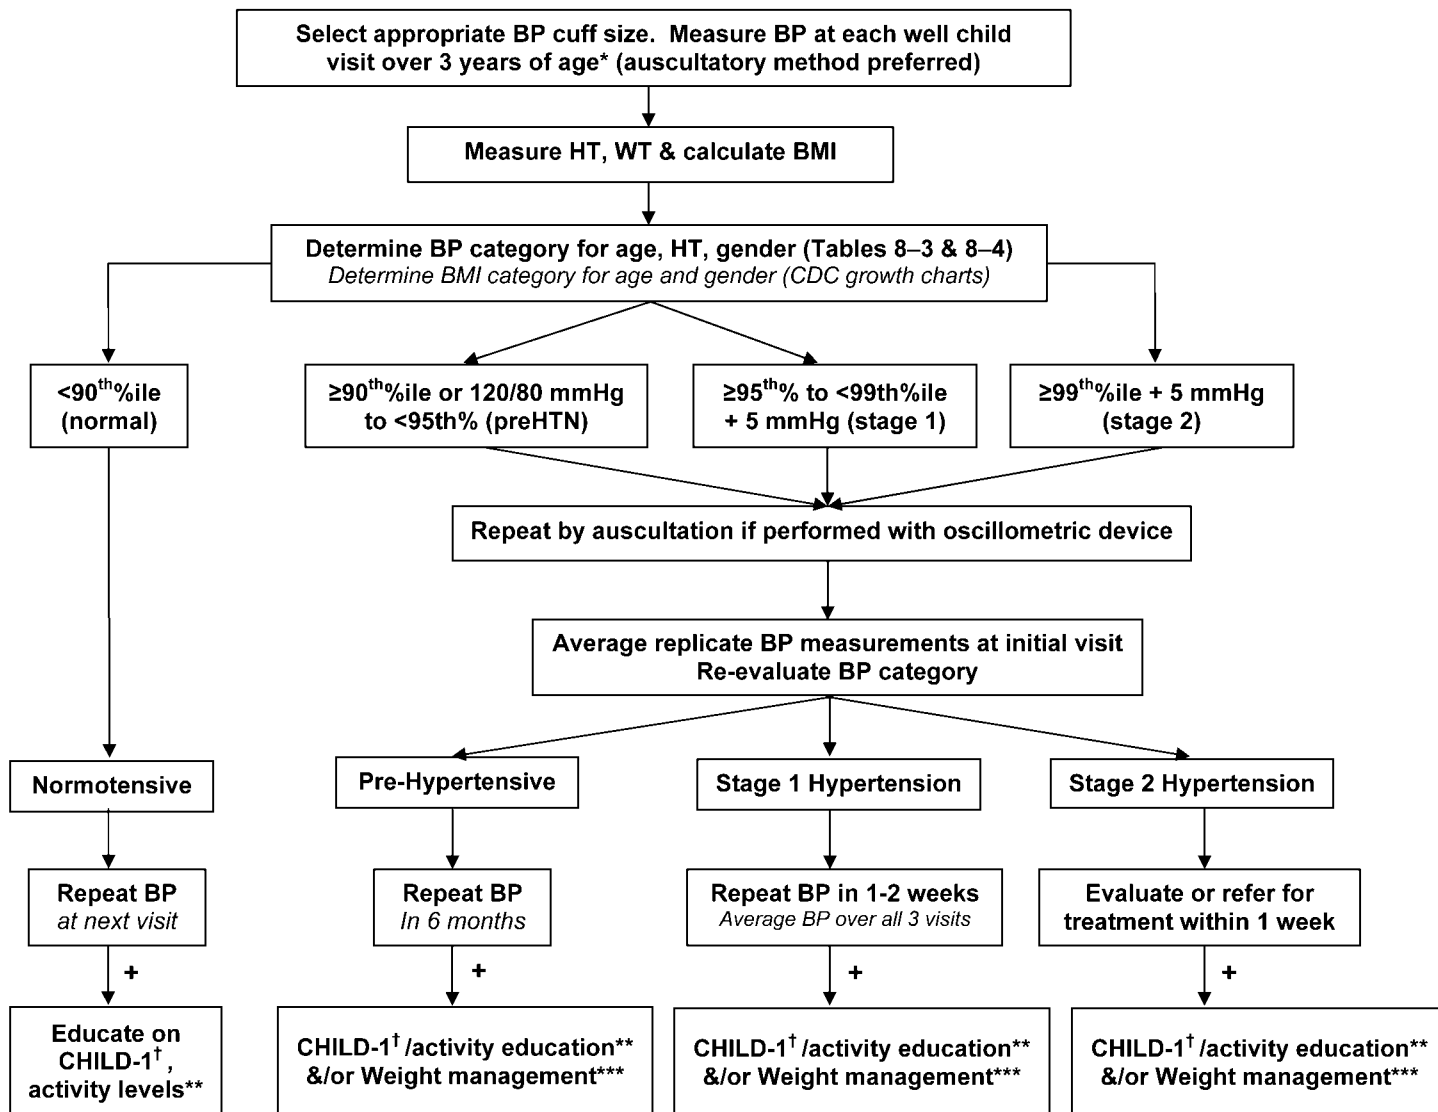 Select appropriate BP cuff size.  Measure BP at each well child
visit over 3 years of age* (auscultatory method preferred)
Measure HT, WT & calculate BMI
Determine BP category for age, HT, gender (Tables 8–3 & 8–4)
Determine BMI category for age and gender (CDC growth charts)
<90th%ile
(normal)
≥90th%ile or 120/80 mmHg
to <95th% (preHTN)
≥95th% to <99th%ile
+ 5 mmHg (stage 1)
≥99th%ile + 5 mmHg
(stage 2)
Repeat by auscultation if performed with oscillometric device
Average replicate BP measurements at initial visit
Re-evaluate BP category
Normotensive
Pre-Hypertensive
Stage 1 Hypertension
Stage 2 Hypertension
Repeat BP
at next visit
Repeat BP
In 6 months
Repeat BP in 1-2 weeks
Average BP over all 3 visits
Evaluate or refer for
treatment within 1 week
+
+
+
+
Educate on
CHILD-1†,
activity levels**
CHILD-1†/activity education**
&/or Weight management***
CHILD-1†/activity education**
&/or Weight management***
CHILD-1†/activity education**
&/or Weight management***